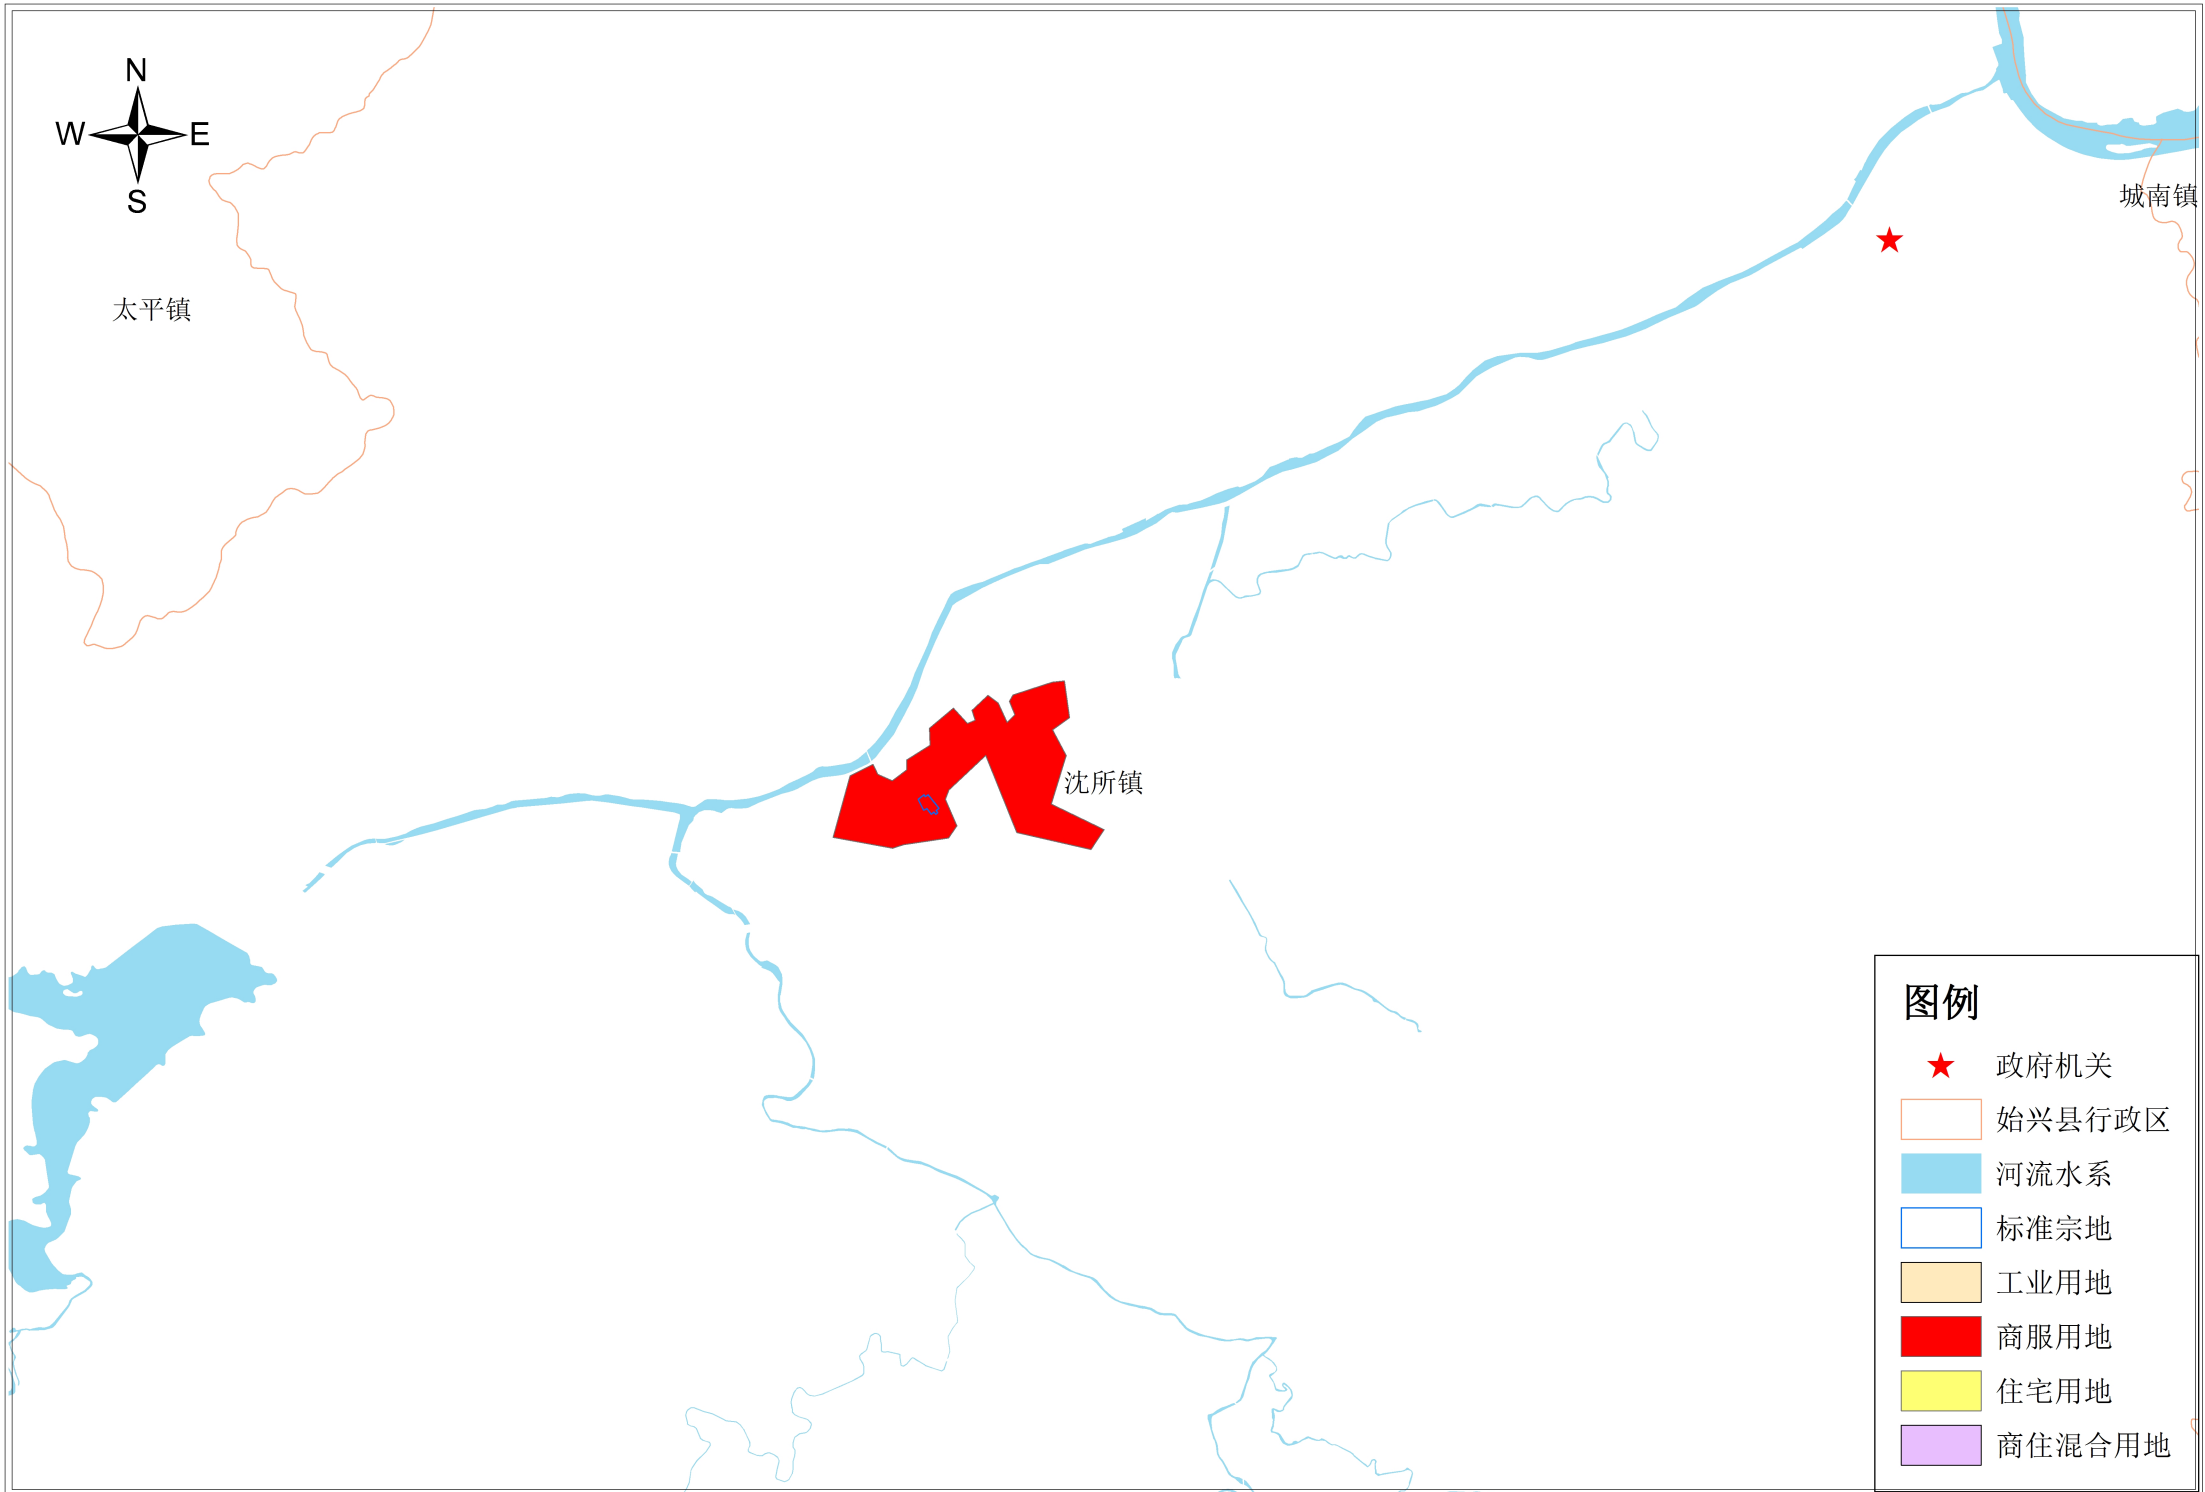 N
W E
S
城南镇
太平镇
沈所镇
图例
政府机关
始兴县行政区
河流水系
标准宗地
工业用地
商服用地
住宅用地
商住混合用地